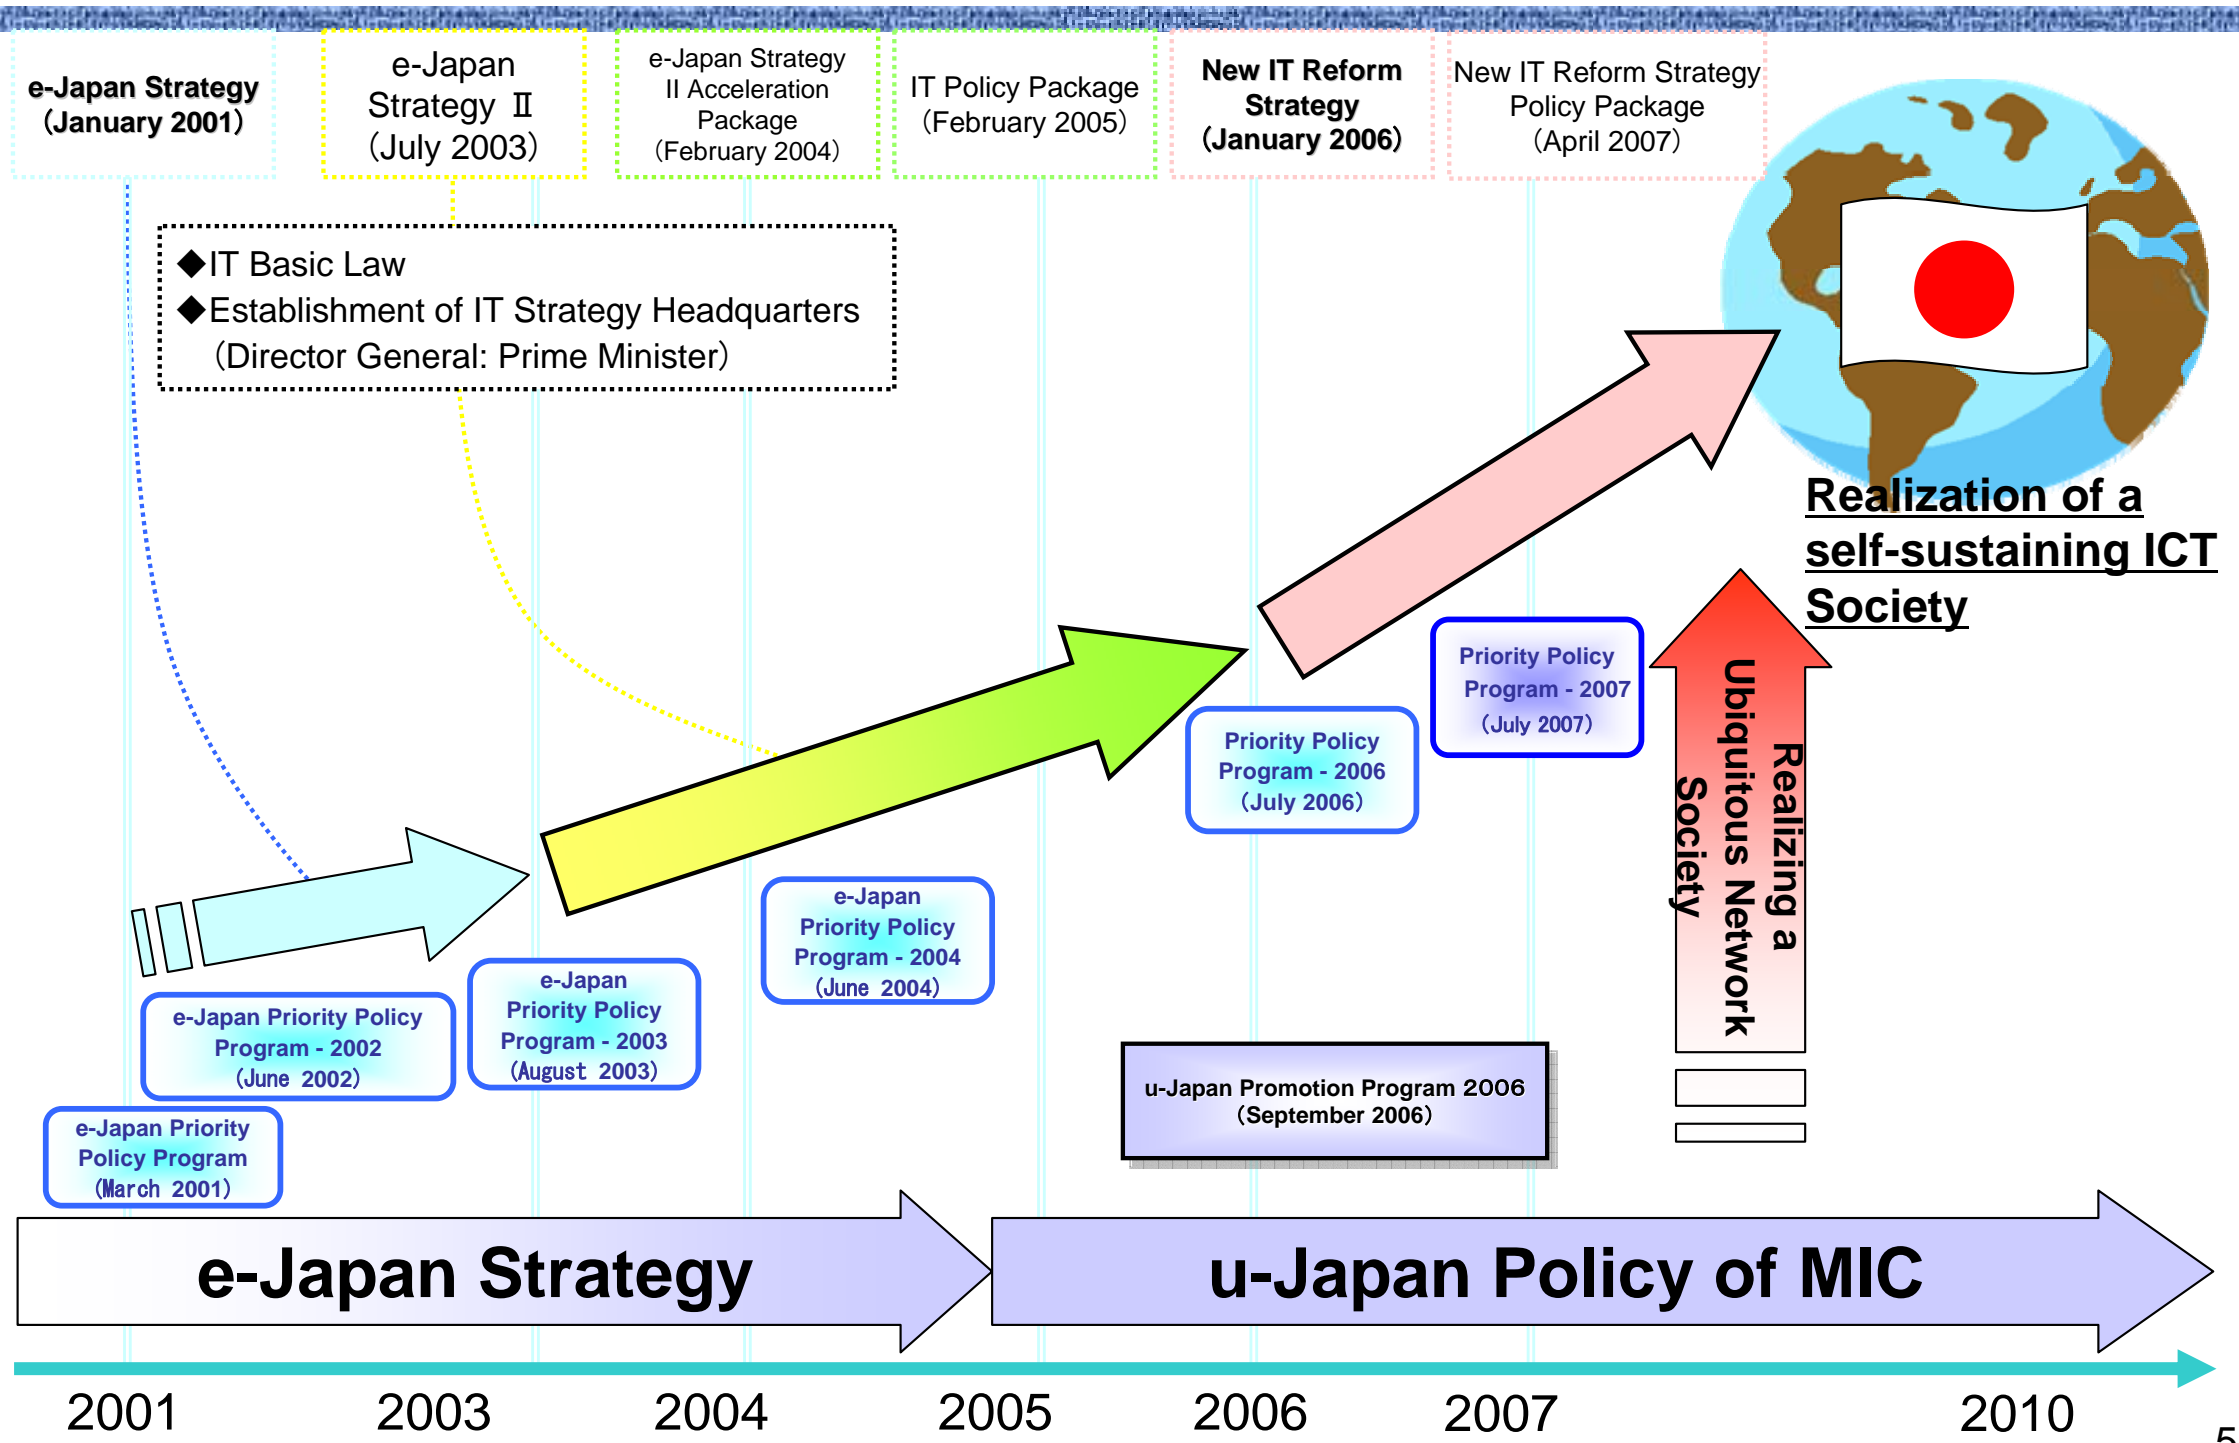 e-Japan Strategy
（January 2001）
e-Japan
Strategy Ⅱ
（July 2003）
e-Japan Strategy
II Acceleration
Package
（February 2004）
IT Policy Package
（February 2005）
New IT Reform
Strategy
（January 2006）
New IT Reform Strategy
Policy Package
（April 2007）
◆IT Basic Law
◆Establishment of IT Strategy Headquarters
（Director General: Prime Minister）
Realization of a
self-sustaining ICT
Society
Priority Policy
Program - 2007
（July 2007）
Priority Policy
Program - 2006
（July 2006）
Realizing a
Ubiquitous Network
Society
e-Japan
Priority Policy
Program - 2004
（June 2004）
e-Japan
Priority Policy
Program - 2003
（August 2003）
e-Japan Priority Policy
Program - 2002
（June 2002）
e-Japan Priority
Policy Program
（March 2001）
u-Japan Promotion Program 2006
（September 2006）
e-Japan Strategy
u-Japan Policy of MIC
2001
2003
2004
2005
2006
2007
2010
5